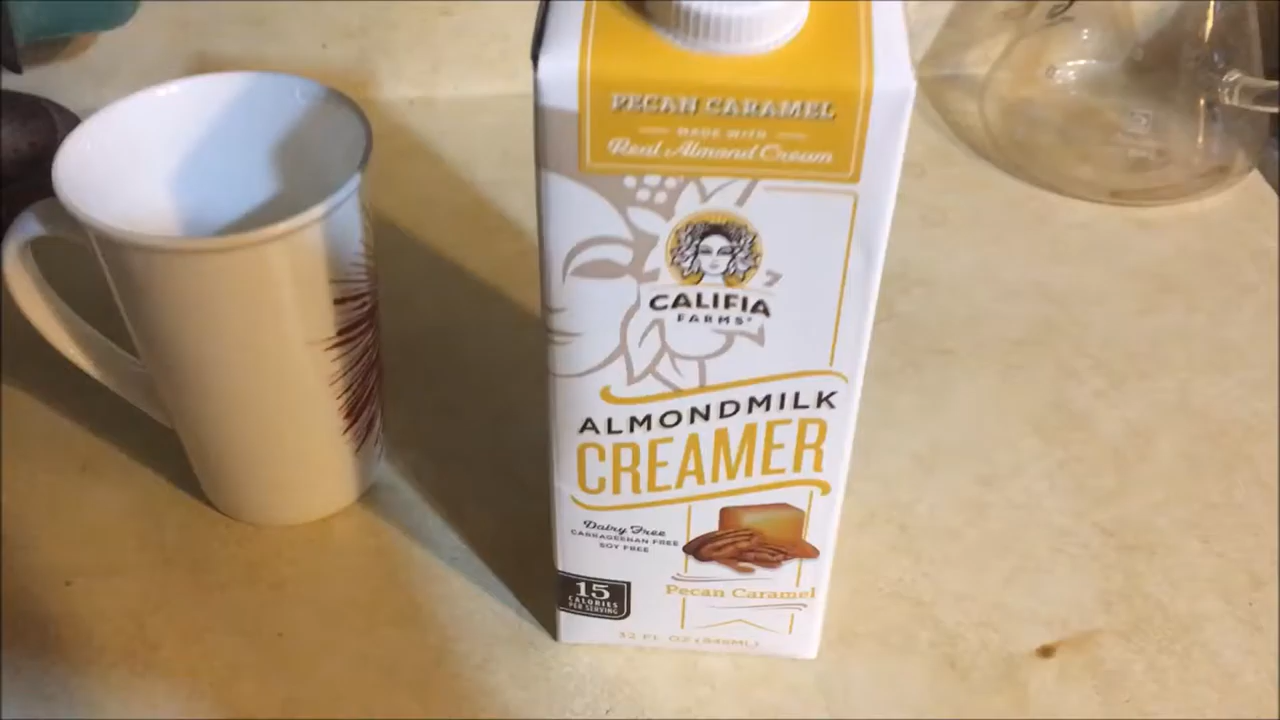 PECAN CARAMEL
MADE WITH
Real Almond Cream
CALIFIA
FARMS
ALMONDMILK
CREAMER
Dairy Free
CARRAGEENAN FREE
SOY FREE
15
CALORIES
PER SERVING
Pecan Caramel
32 FL OZ (946ML)